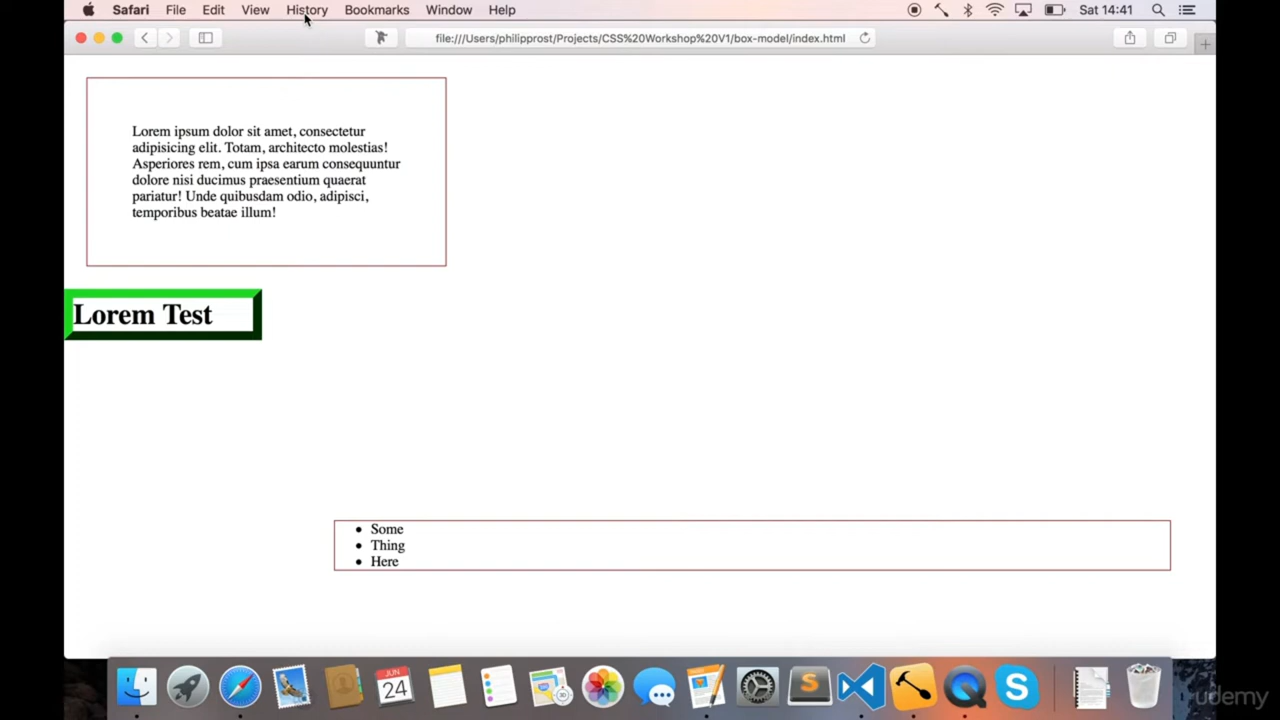 Safari File Edit View History Bookmarks Window Help Sat 14:41
file:///Users/philipprost/Projects/CSS%20Workshop%20V1/box-model/index.html
Lorem ipsum dolor sit amet, consectetur
adipisicing elit. Totam, architecto molestias!
Asperiores rem, cum ipsa earum consequuntur
dolore nisi ducimus praesentium quaerat
pariatur! Unde quibusdam odio, adipisci,
temporibus beatae illum!
Lorem Test
Some
Thing
Here
JUN
24
udemy